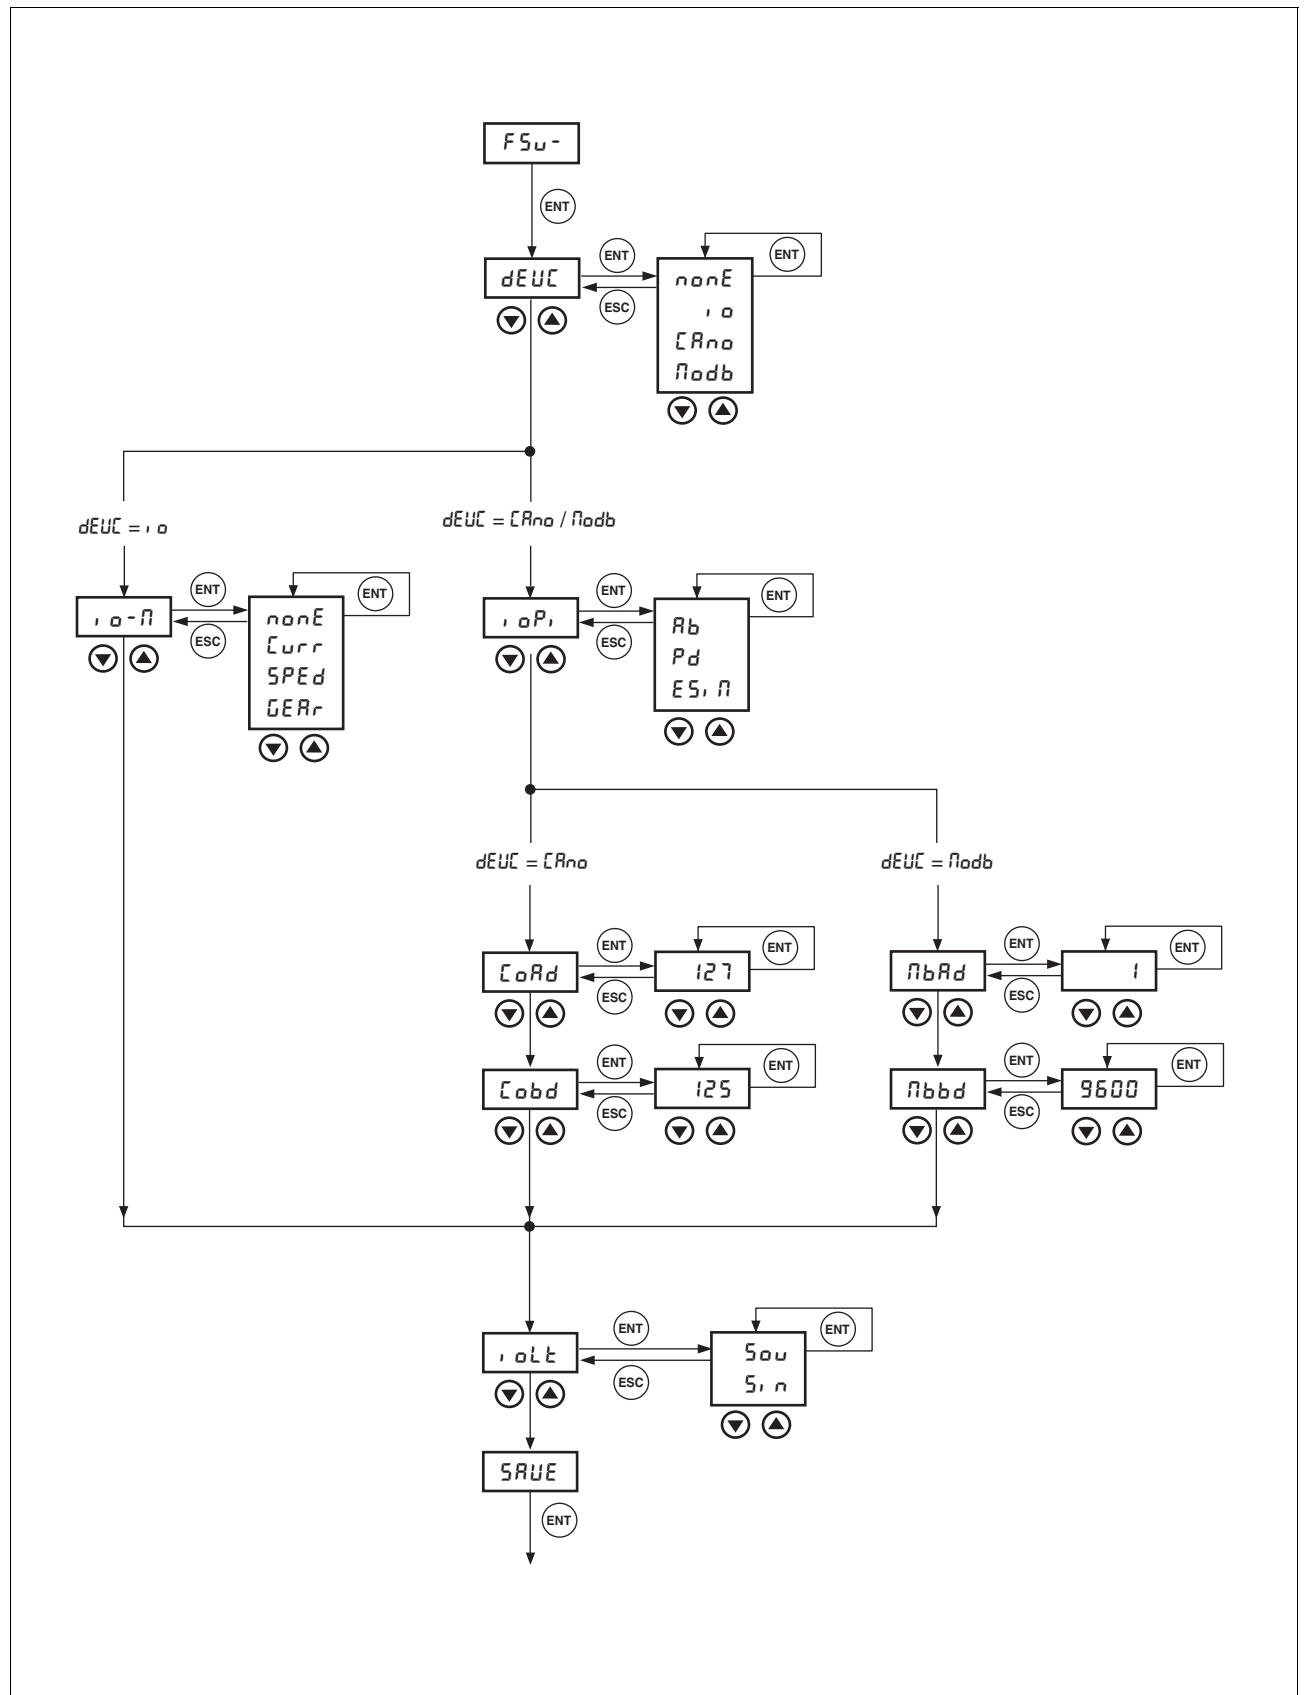 FSu-
ENT
dEUC
ENT
ESC
nonE
io
CAno
Modb
ENT
dEUC = io
dEUC = CAno / Modb
io-M
ENT
ESC
nonE
Curr
SPEd
GEAr
ENT
ioPi
ENT
ESC
Ab
Pd
ESiM
ENT
dEUC = CAno
dEUC = Modb
CoAd
ENT
ESC
127
ENT
MbAd
ENT
ESC
1
ENT
Cobd
ENT
ESC
125
ENT
Mbbd
ENT
ESC
9600
ENT
ioLt
ENT
ESC
Sou
Sin
ENT
SAUE
ENT